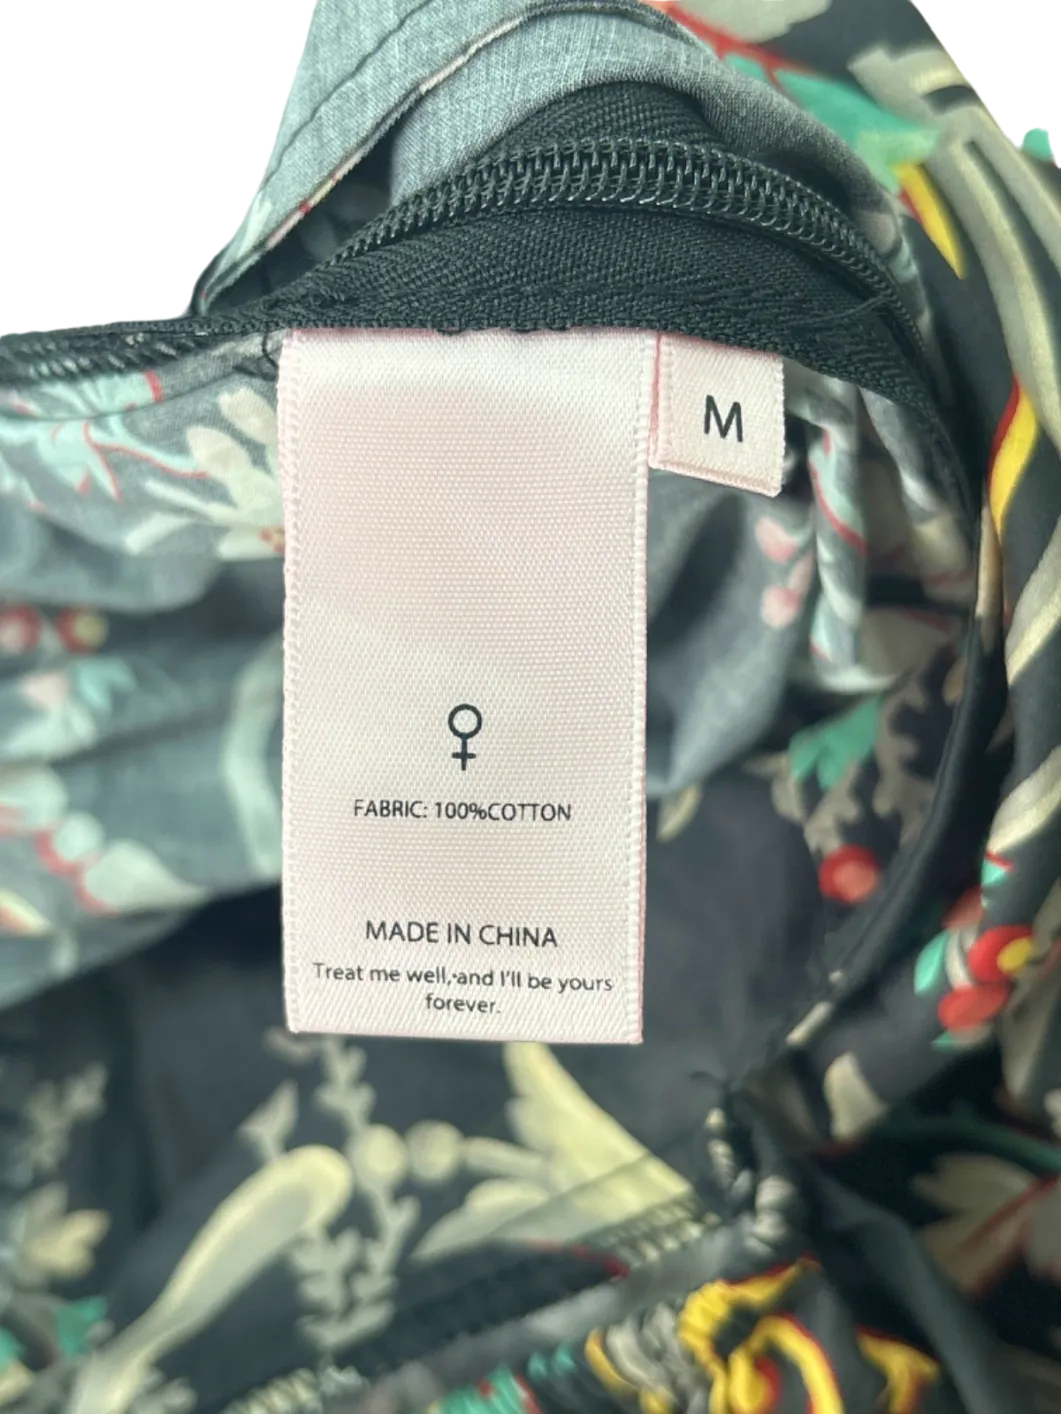 M
FABRIC: 100%COTTON
MADE IN CHINA
Treat me well, and I'll be yours
forever.